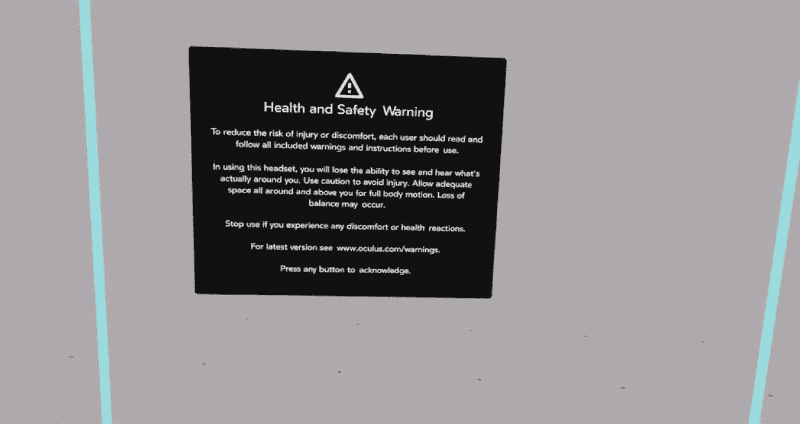 Health and Safety Warning
To reduce the risk of injury or discomfort, each user should read and
follow all included warnings and instructions before use.
In using this headset, you will lose the ability to see and hear what's
actually around you. Use caution to avoid injury. Allow adequate
space all around and above you for full body motion. Loss of
balance may occur.
Stop use if you experience any discomfort or health reactions.
For latest version see www.oculus.com/warnings.
Press any button to acknowledge.